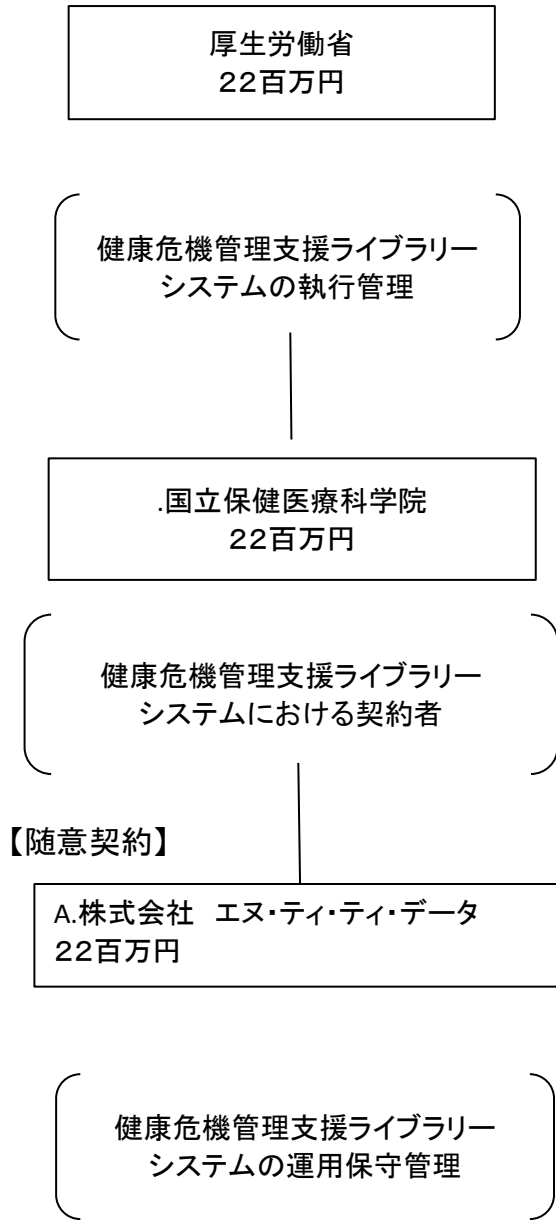 厚生労働省
22百万円
健康危機管理支援ライブラリー
システムの執行管理
.国立保健医療科学院
22百万円
健康危機管理支援ライブラリー
システムにおける契約者
【随意契約】
A.株式会社　エヌ・ティ・ティ・データ
22百万円
健康危機管理支援ライブラリー
システムの運用保守管理